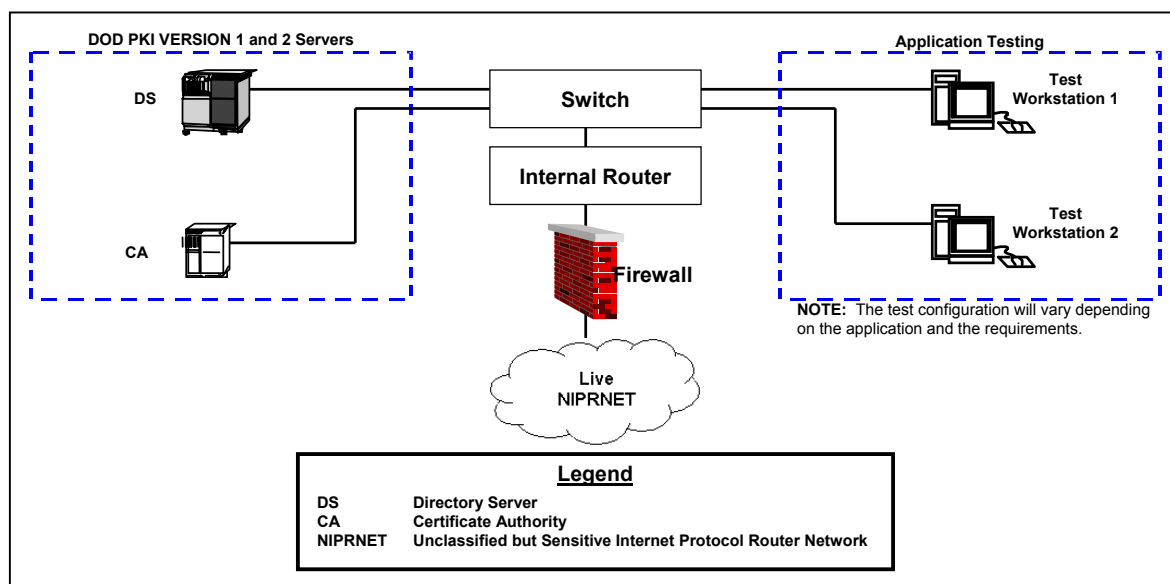 DOD PKI VERSION 1 and 2 Servers
DS
CA
Switch
Internal Router
Firewall
Live
NIPRNET
Application Testing
Test
Workstation 1
Test
Workstation 2
NOTE: The test configuration will vary depending
on the application and the requirements.
Legend
DS Directory Server
CA Certificate Authority
NIPRNET Unclassified but Sensitive Internet Protocol Router Network